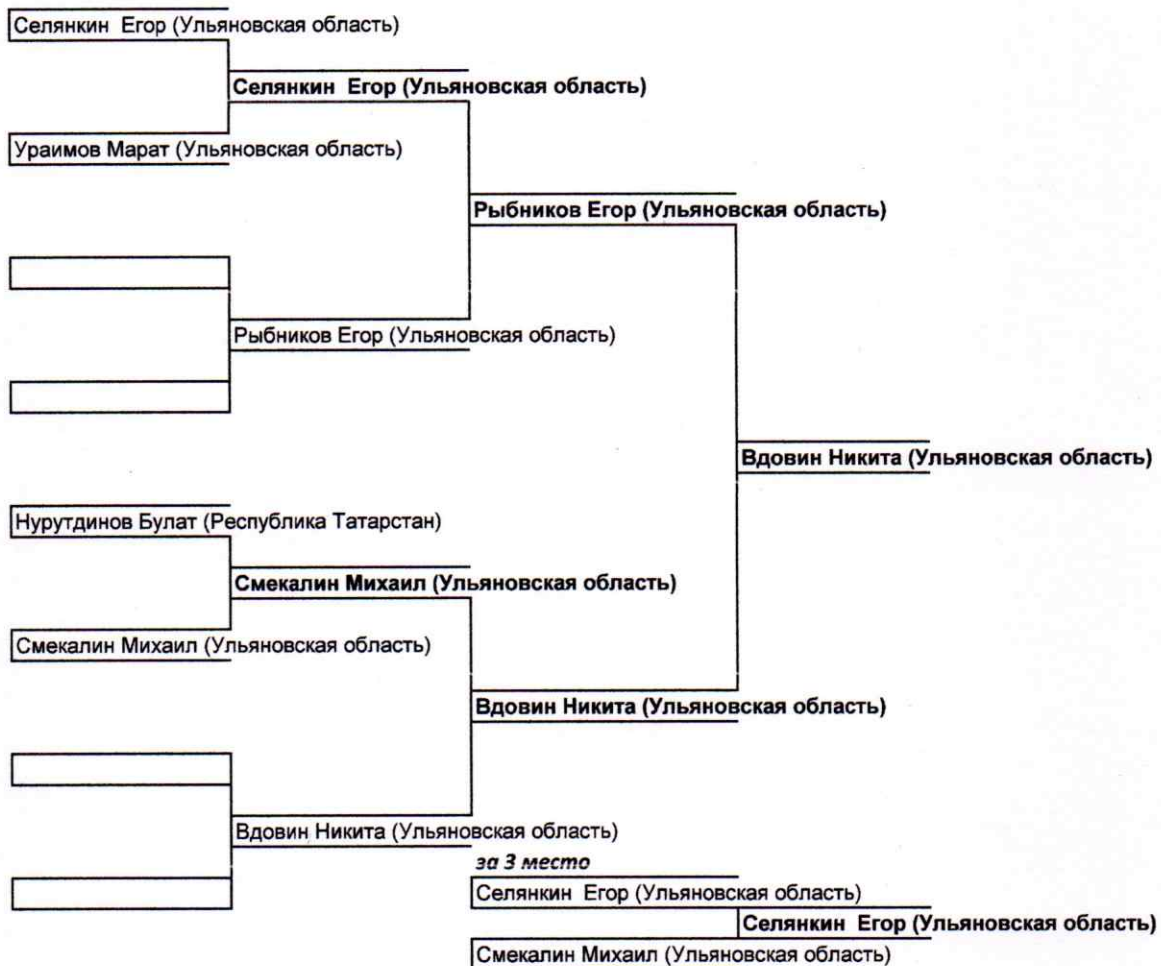 Селянкин  Егор (Ульяновская область)
Селянкин  Егор (Ульяновская область)
Ураимов Марат (Ульяновская область)
Рыбников Егор (Ульяновская область)
Рыбников Егор (Ульяновская область)
Вдовин Никита (Ульяновская область)
Нурутдинов Булат (Республика Татарстан)
Смекалин Михаил (Ульяновская область)
Смекалин Михаил (Ульяновская область)
Вдовин Никита (Ульяновская область)
Вдовин Никита (Ульяновская область)
за 3 место
Селянкин  Егор (Ульяновская область)
Селянкин  Егор (Ульяновская область)
Смекалин Михаил (Ульяновская область)